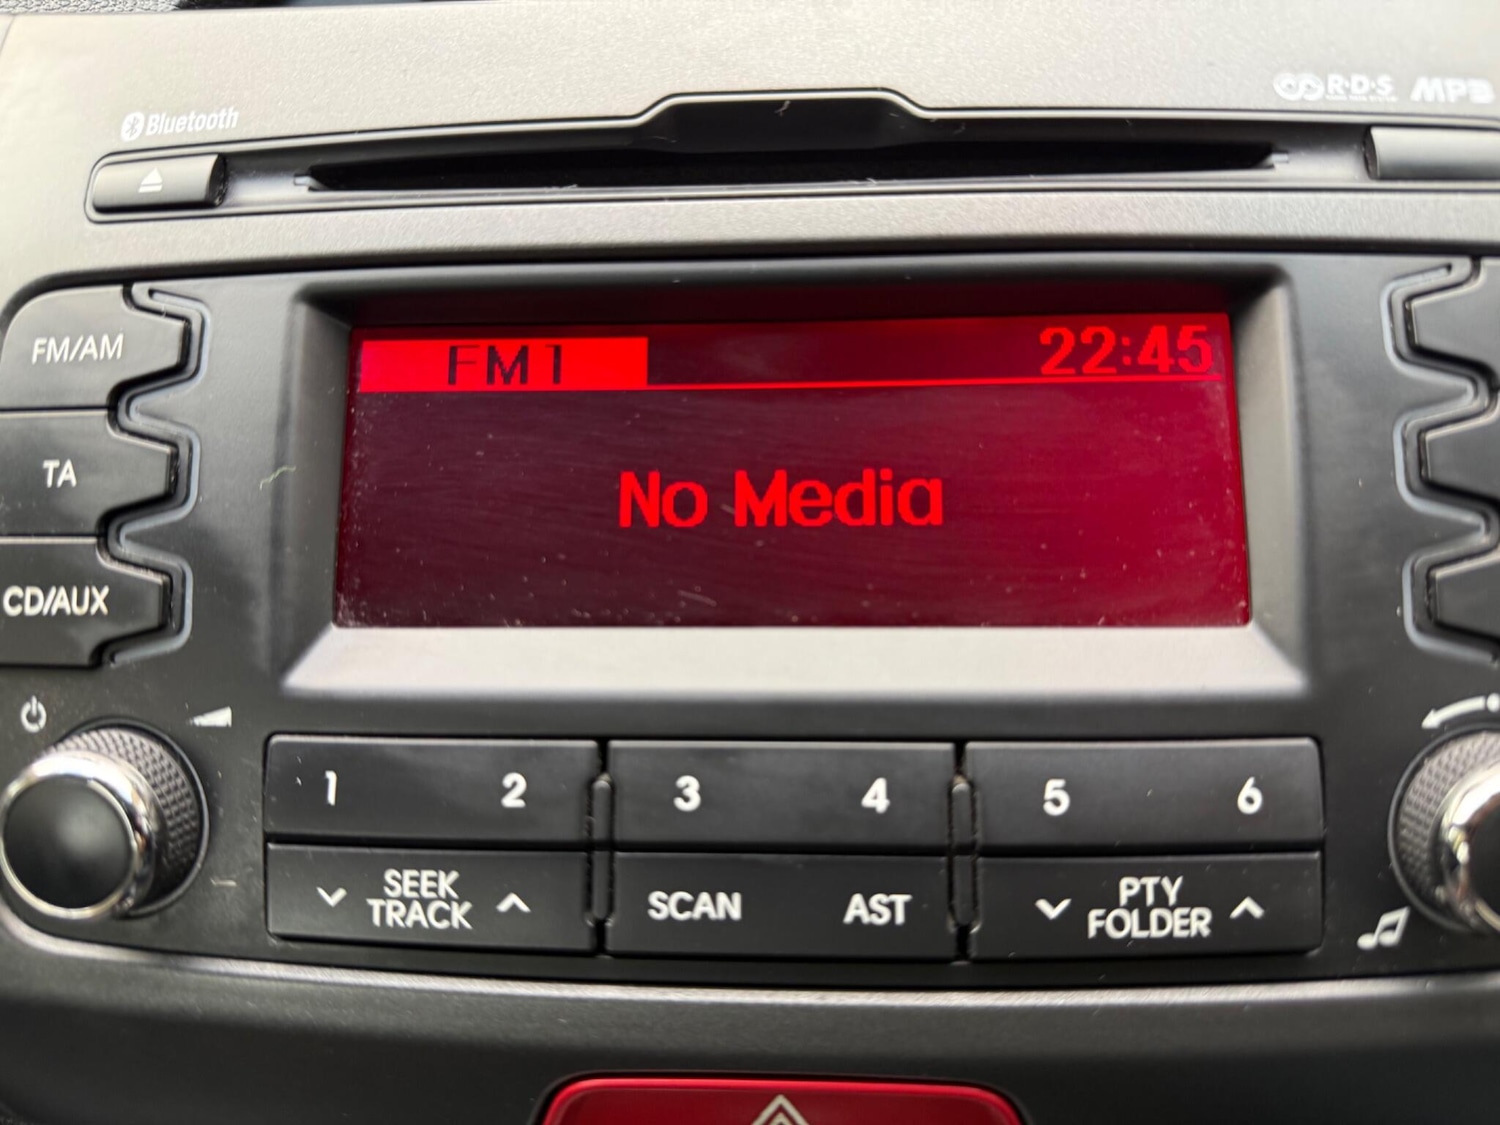 Bluetooth
R·D·S
MP3
FM/AM
TA
CD/AUX
FM1
22:45
No Media
1
2
3
4
5
6
SEEK
TRACK
SCAN
AST
PTY
FOLDER